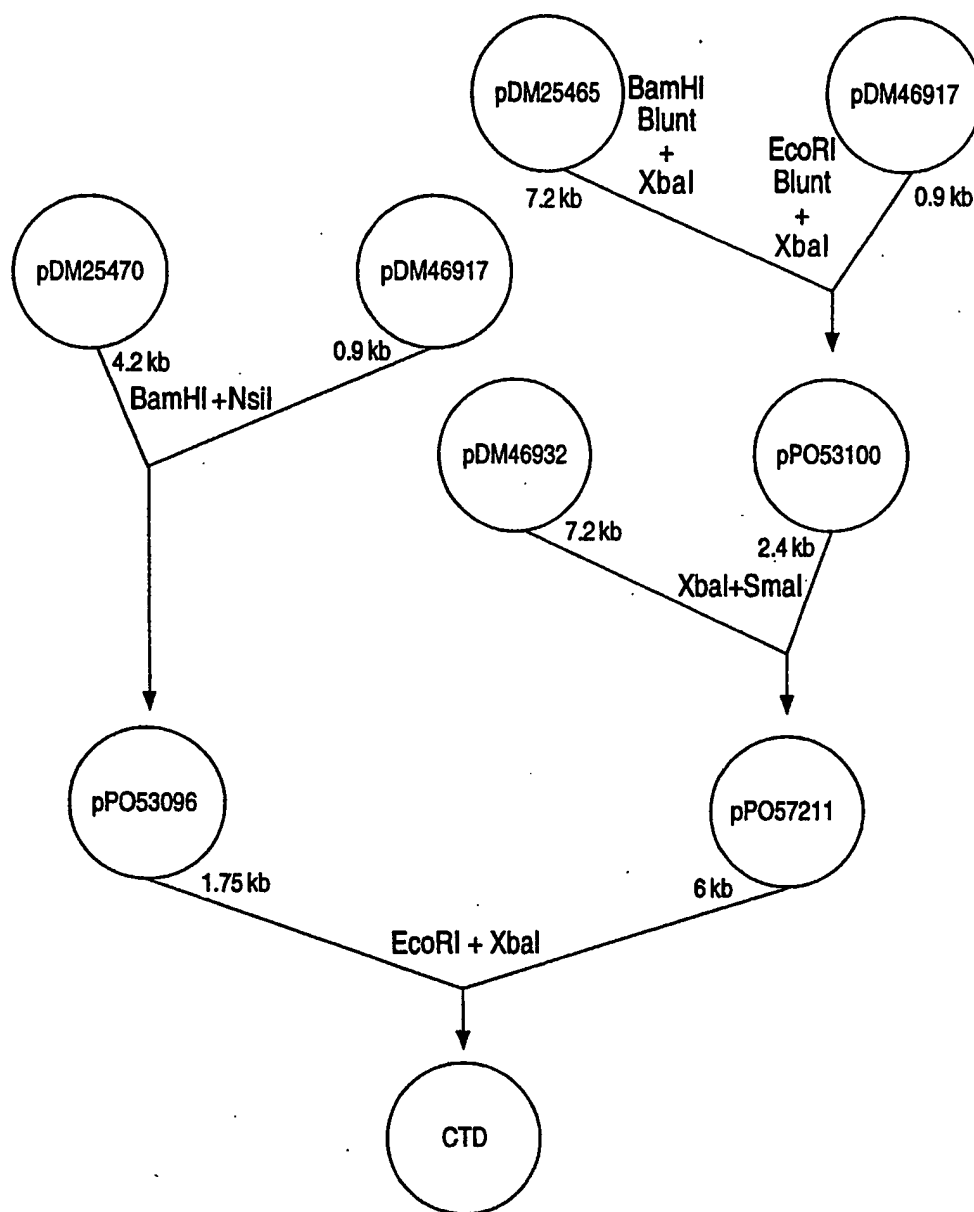 pDM25465
BamHI
Blunt
+
XbaI
7.2 kb
pDM46917
EcoRI
Blunt
+
XbaI
0.9 kb
pDM25470
4.2 kb
pDM46917
0.9 kb
BamHI +NsiI
pDM46932
7.2 kb
pPO53100
2.4 kb
XbaI+SmaI
pPO53096
1.75 kb
pPO57211
6 kb
EcoRI + XbaI
CTD